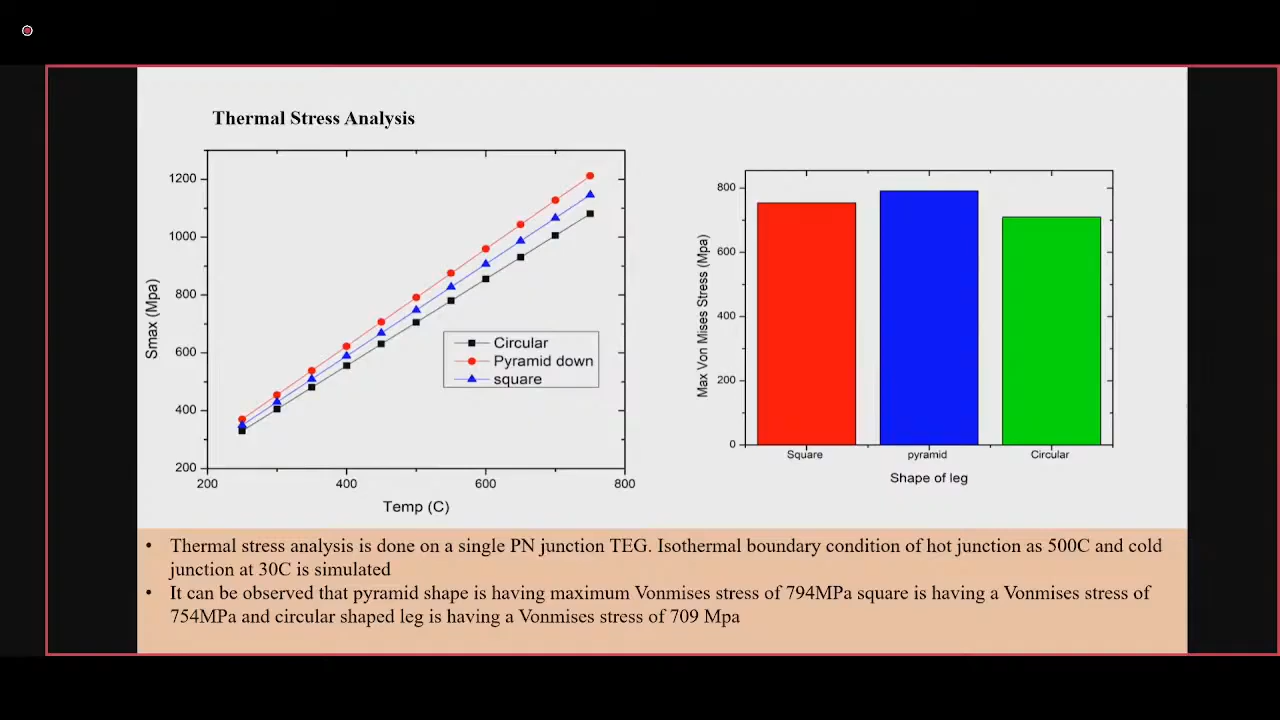 Thermal Stress Analysis
1200
1000
800
600
400
200
200
400
600
800
Smax (Mpa)
Temp (C)
Circular
Pyramid down
square
800
600
400
200
0
Max Von Mises Stress (Mpa)
Square
pyramid
Circular
Shape of leg
• Thermal stress analysis is done on a single PN junction TEG. Isothermal boundary condition of hot junction as 500C and cold
junction at 30C is simulated
• It can be observed that pyramid shape is having maximum Vonmises stress of 794MPa square is having a Vonmises stress of
754MPa and circular shaped leg is having a Vonmises stress of 709 Mpa